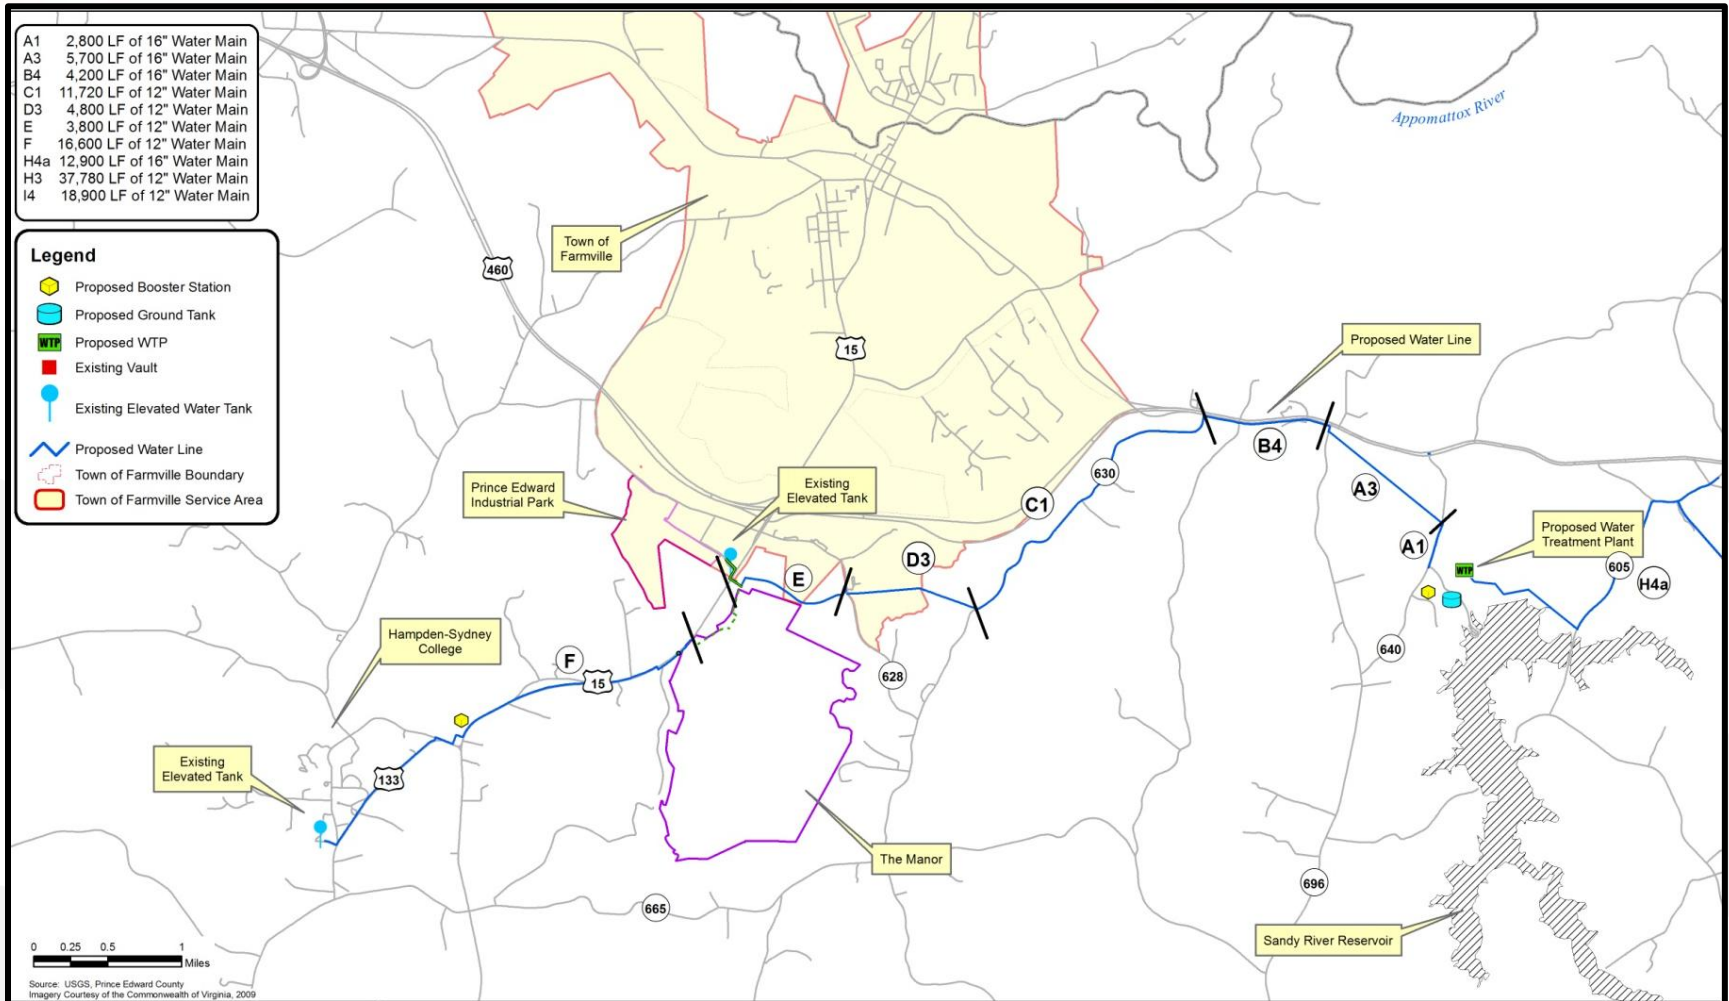 A1 2,800 LF of 16" Water Main
A3 5,700 LF of 16" Water Main
B4 4,200 LF of 16" Water Main
C1 11,720 LF of 12" Water Main
D3 4,800 LF of 12" Water Main
E 3,800 LF of 12" Water Main
F 16,600 LF of 12" Water Main
H4a 12,900 LF of 16" Water Main
H3 37,780 LF of 12" Water Main
I4 18,900 LF of 12" Water Main
Legend
Proposed Booster Station
Proposed Ground Tank
WTP Proposed WTP
Existing Vault
Existing Elevated Water Tank
Proposed Water Line
Town of Farmville Boundary
Town of Farmville Service Area
Appomattox River
Town of
Farmville
460
15
Proposed Water Line
B4
630
C1
A3
Prince Edward
Industrial Park
Existing
Elevated Tank
Proposed Water
Treatment Plant
A1
WTP
605
H4a
D3
E
Hampden-Sydney
College
F
15
628
640
Existing
Elevated Tank
133
The Manor
696
665
Sandy River Reservoir
0 0.25 0.5 1
Miles
Source: USGS, Prince Edward County
Imagery Courtesy of the Commonwealth of Virginia, 2009